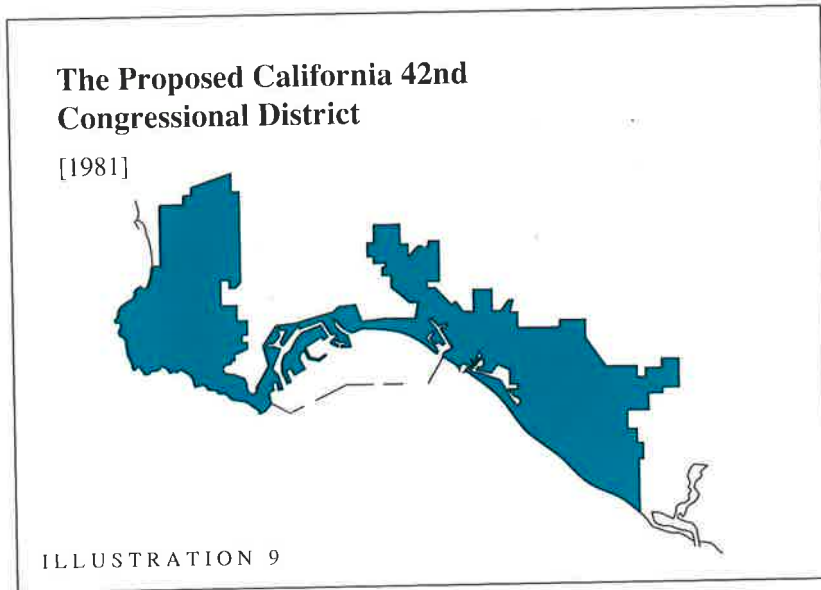 The Proposed California 42nd
Congressional District
[1981]
ILLUSTRATION 9